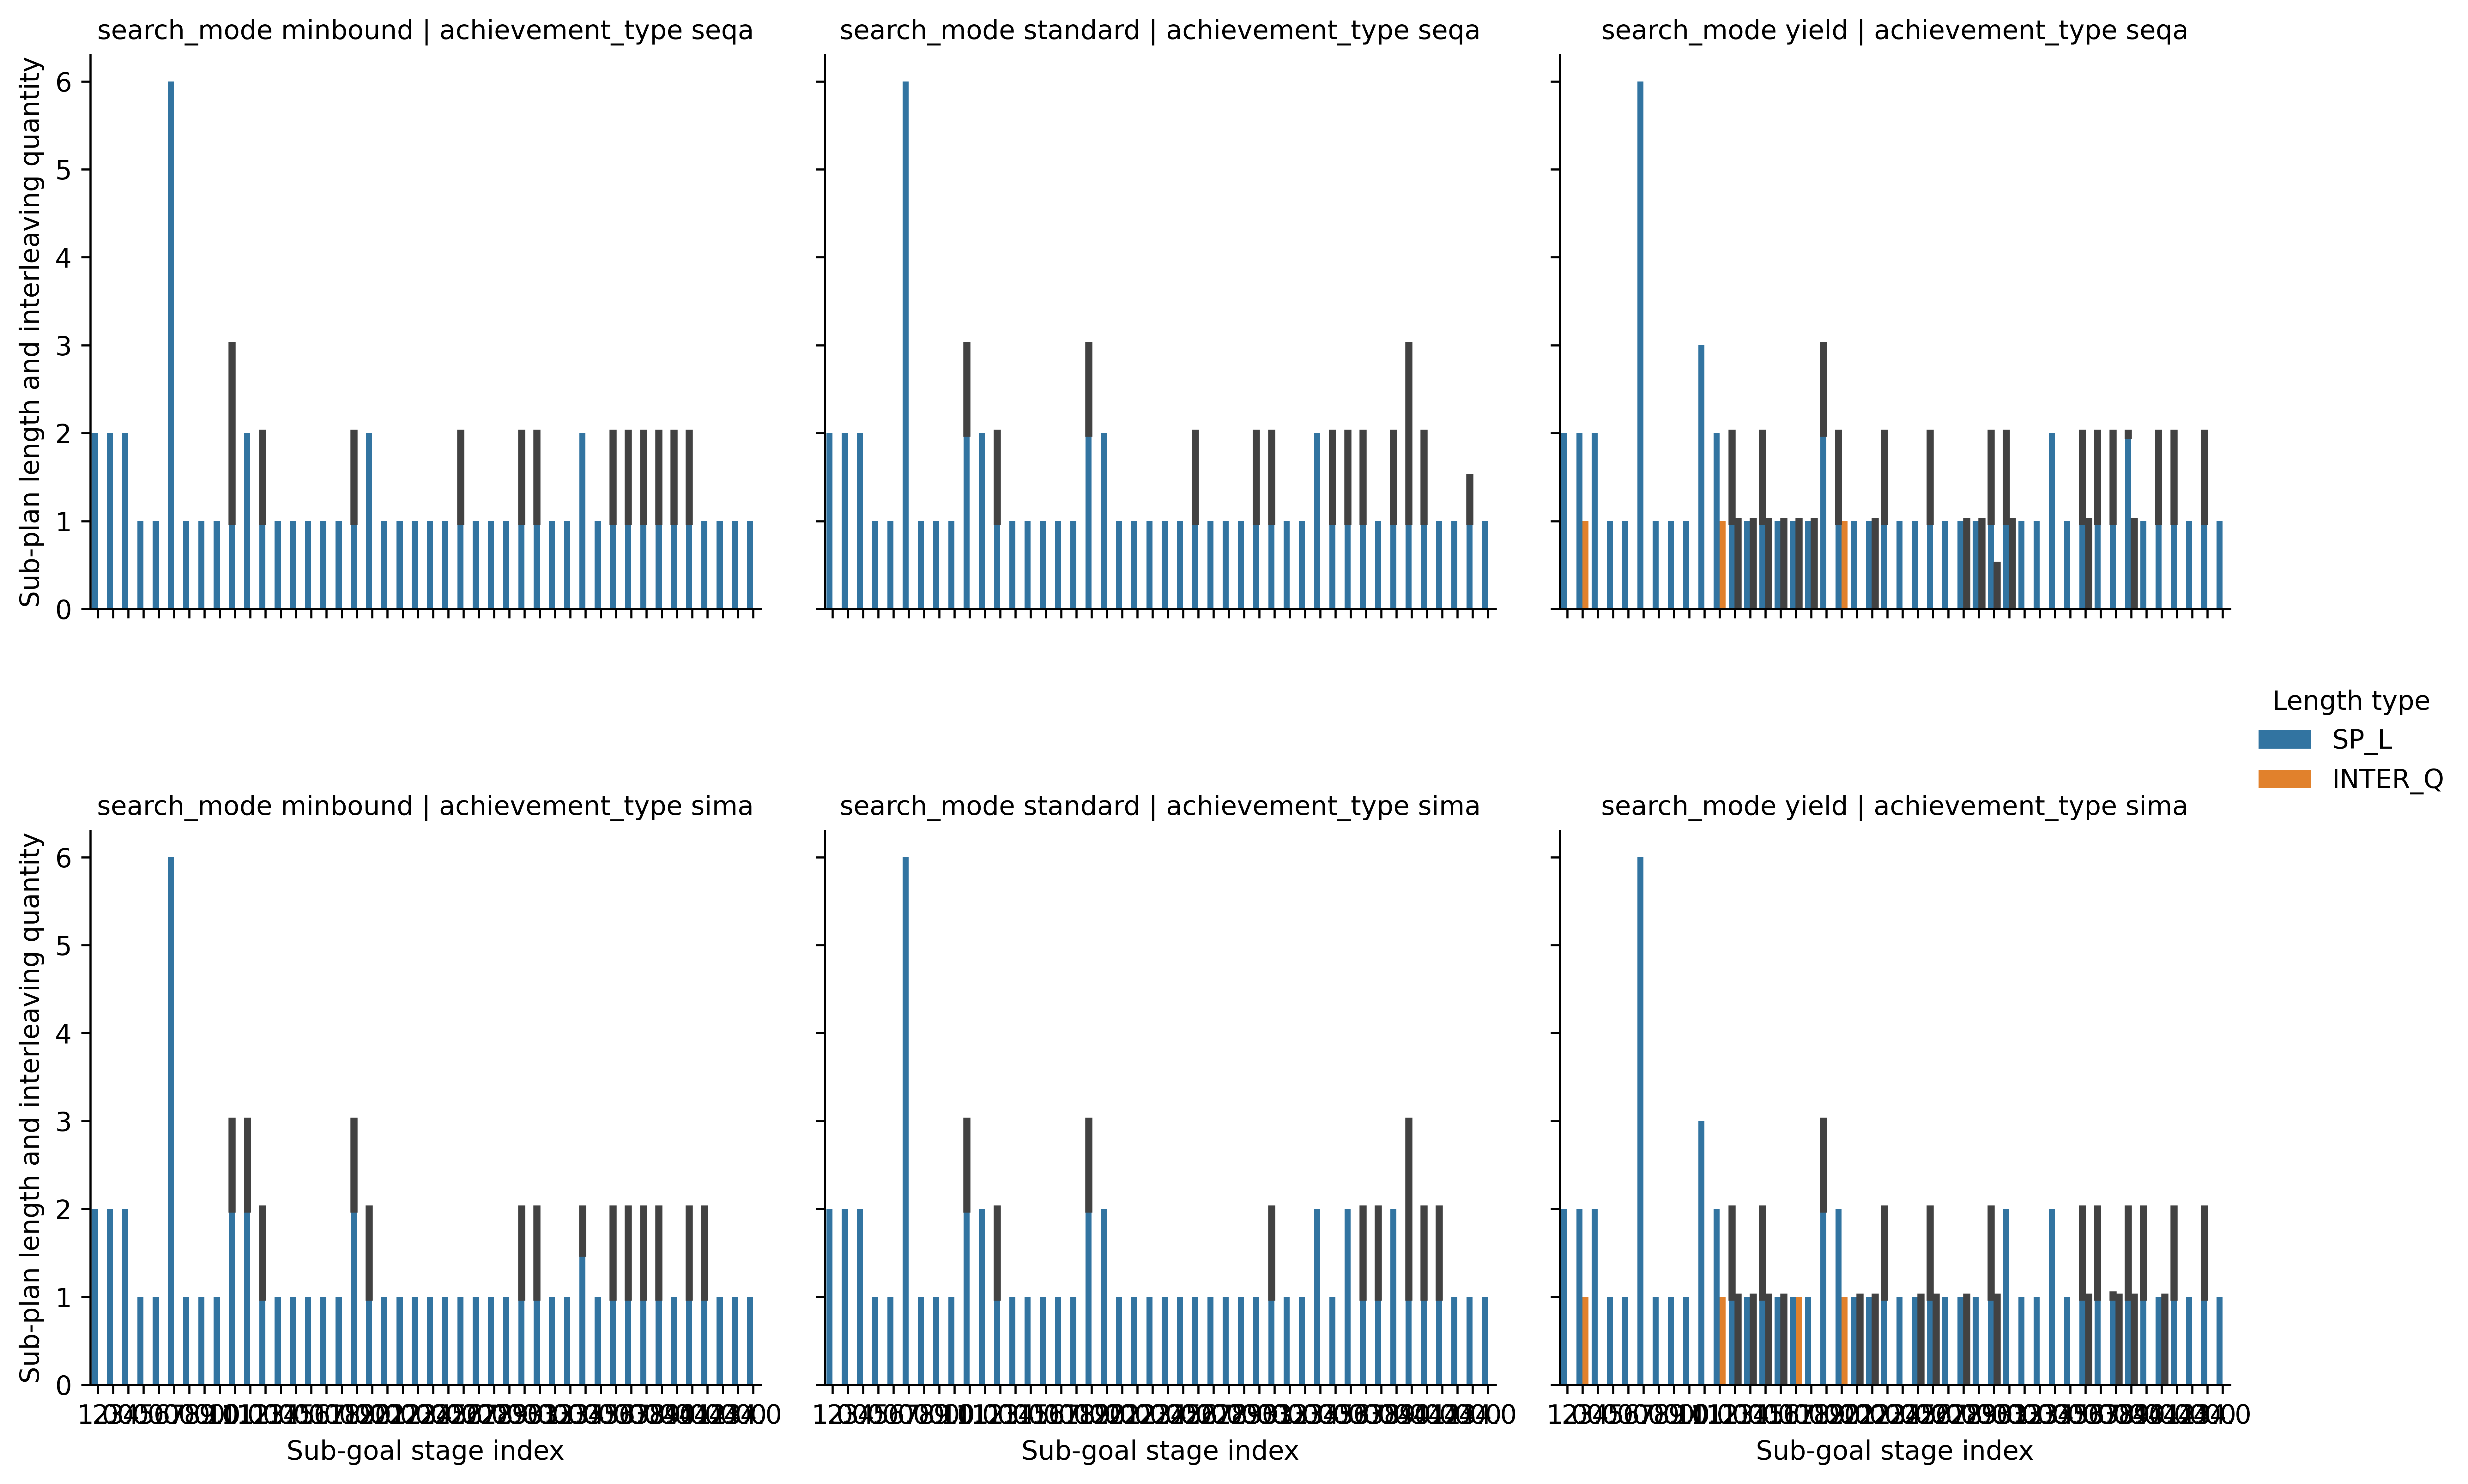 search_mode minbound | achievement_type seqa
search_mode standard | achievement_type seqa
search_mode yield | achievement_type seqa
Sub-plan length and interleaving quantity
6
5
4
3
2
1
0
Length type
SP_L
INTER_Q
search_mode minbound | achievement_type sima
search_mode standard | achievement_type sima
search_mode yield | achievement_type sima
Sub-plan length and interleaving quantity
6
5
4
3
2
1
0
Sub-goal stage index
Sub-goal stage index
Sub-goal stage index